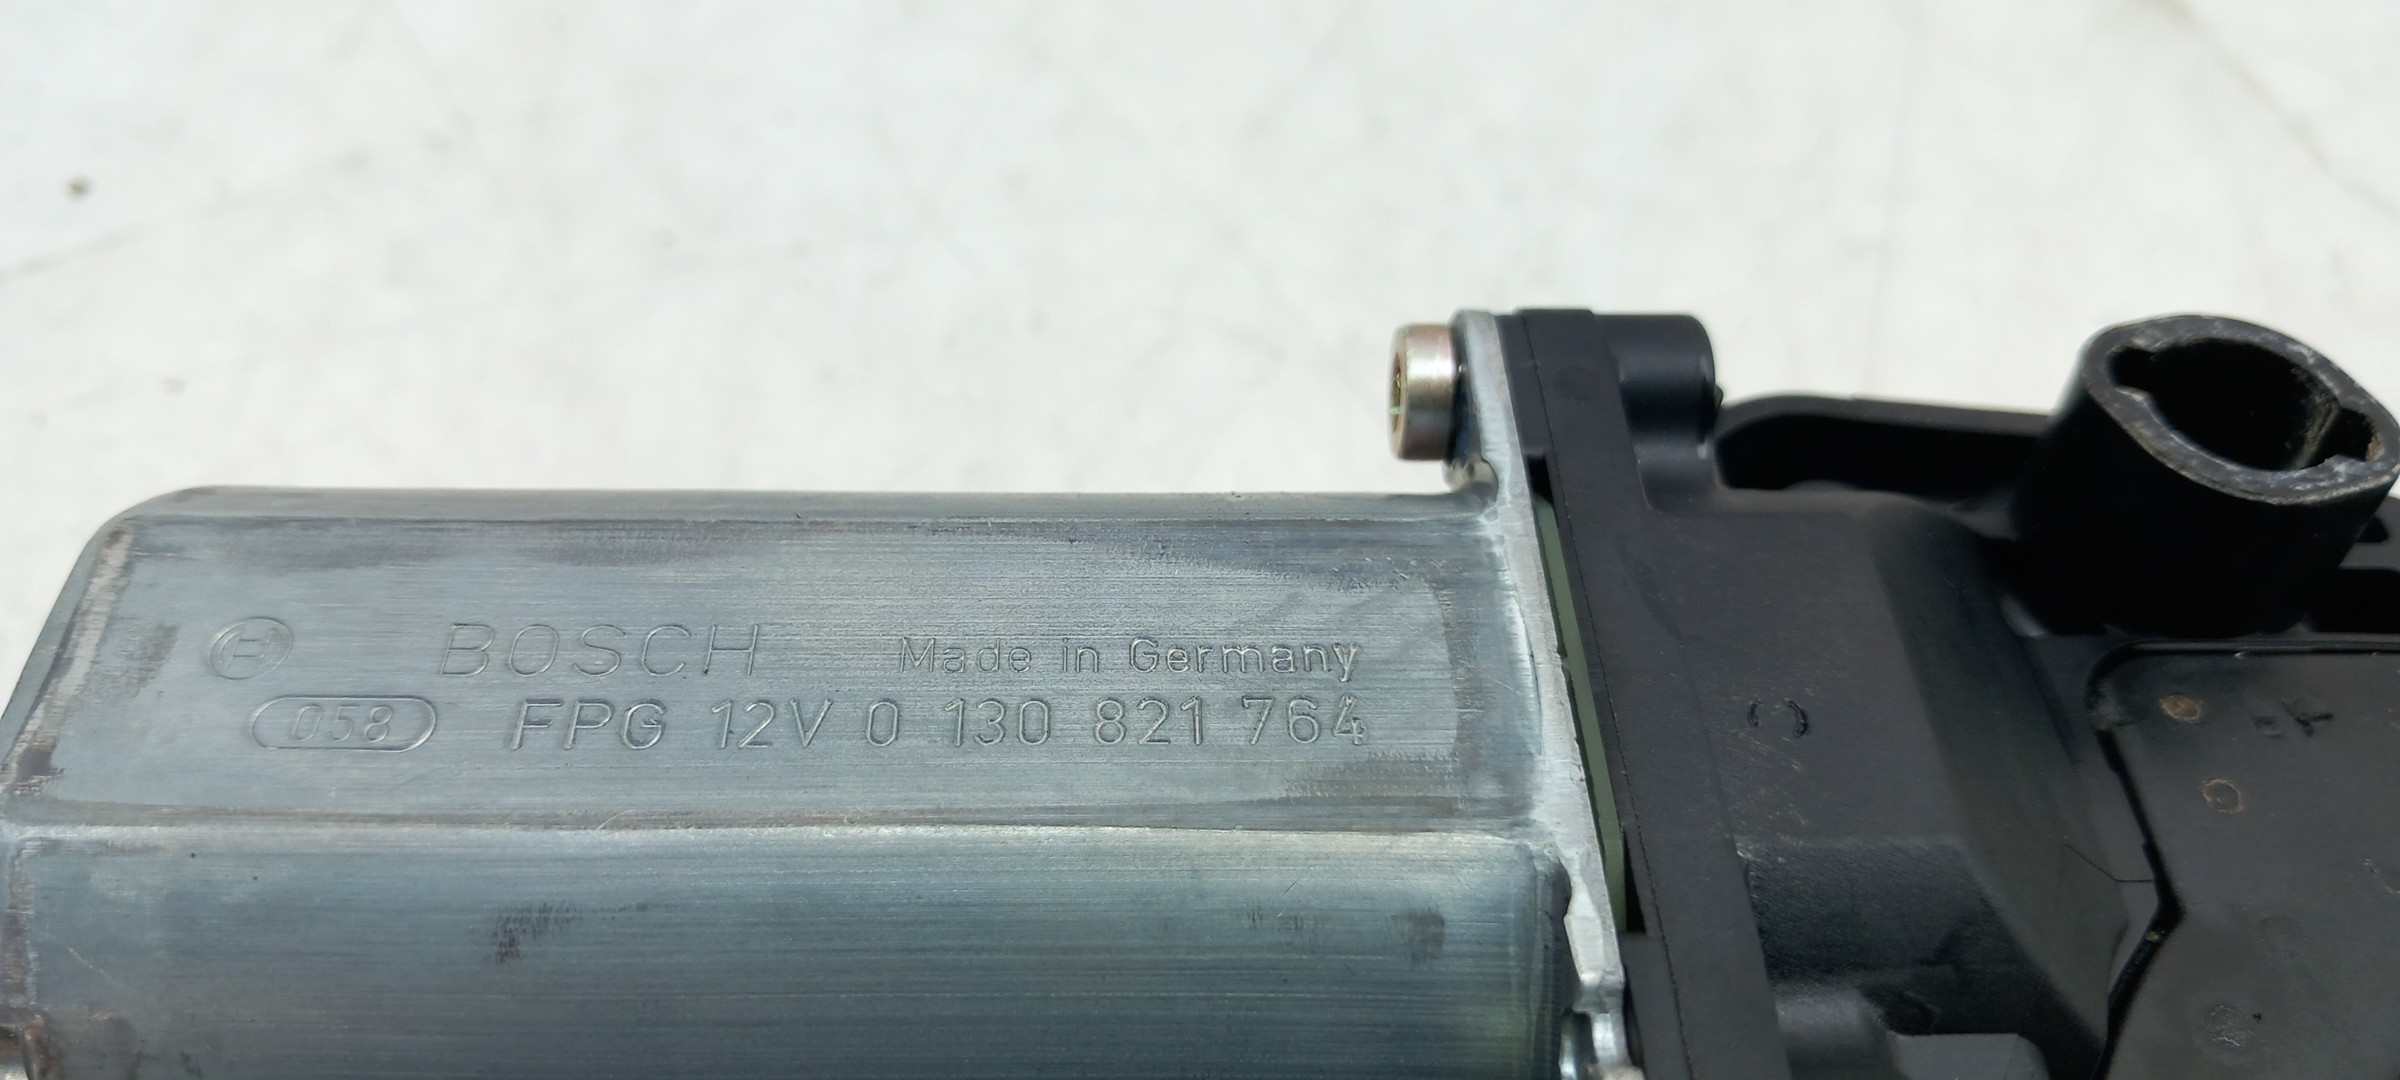 BOSCH Made in Germany
058 FPG 12V 0 130 821 764